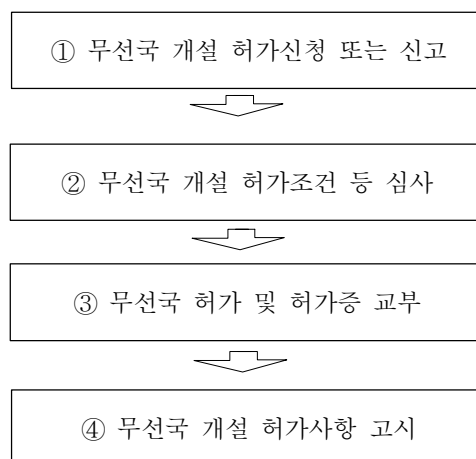 ① 무선국 개설 허가신청 또는 신고
② 무선국 개설 허가조건 등 심사
③ 무선국 허가 및 허가증 교부
④ 무선국 개설 허가사항 고시